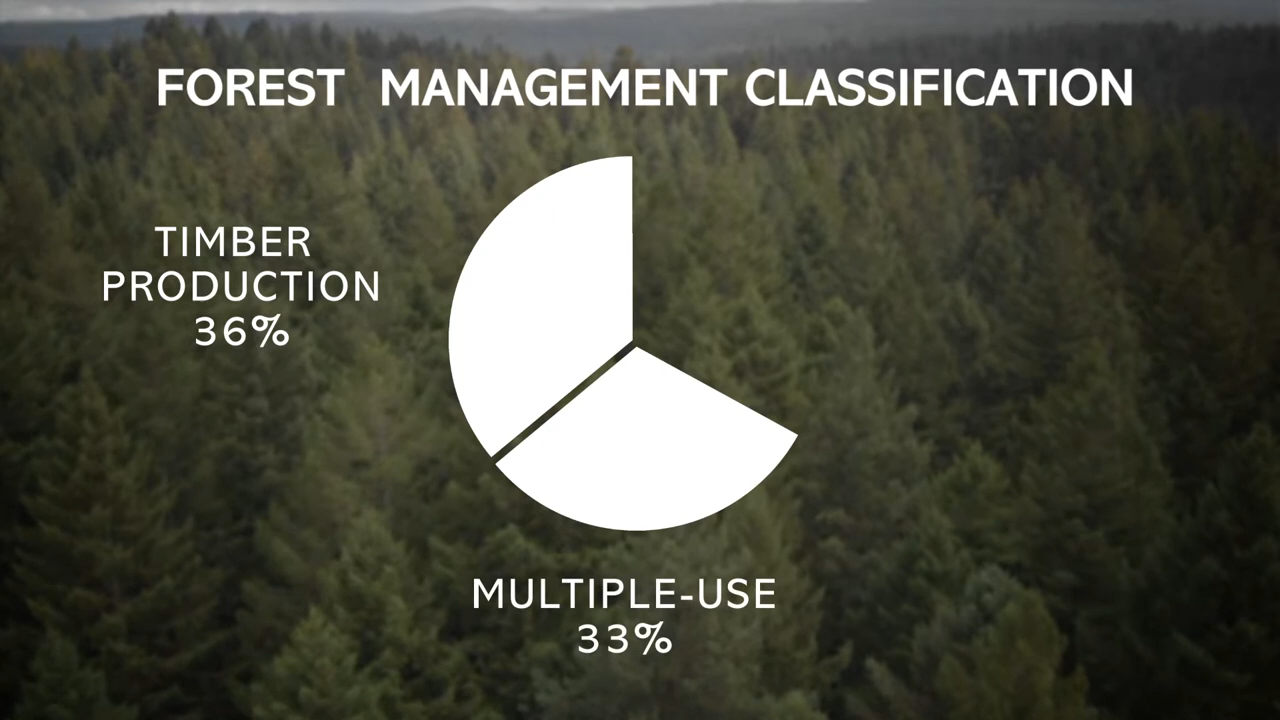 FOREST MANAGEMENT CLASSIFICATION
TIMBER
PRODUCTION
36%
MULTIPLE-USE
33%